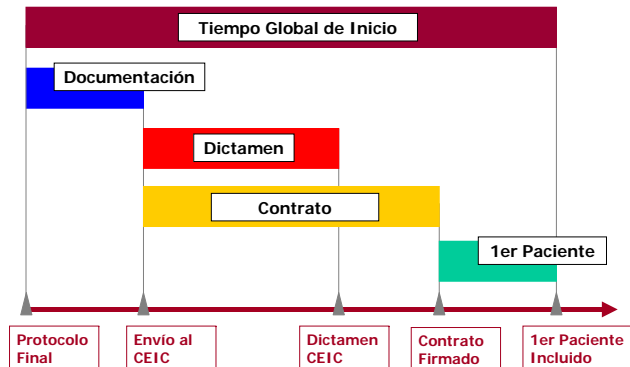 Tiempo Global de Inicio
Documentación
Dictamen
Contrato
1er Paciente
Protocolo
Final
Envío al
CEIC
Dictamen
CEIC
Contrato
Firmado
1er Paciente
Incluido